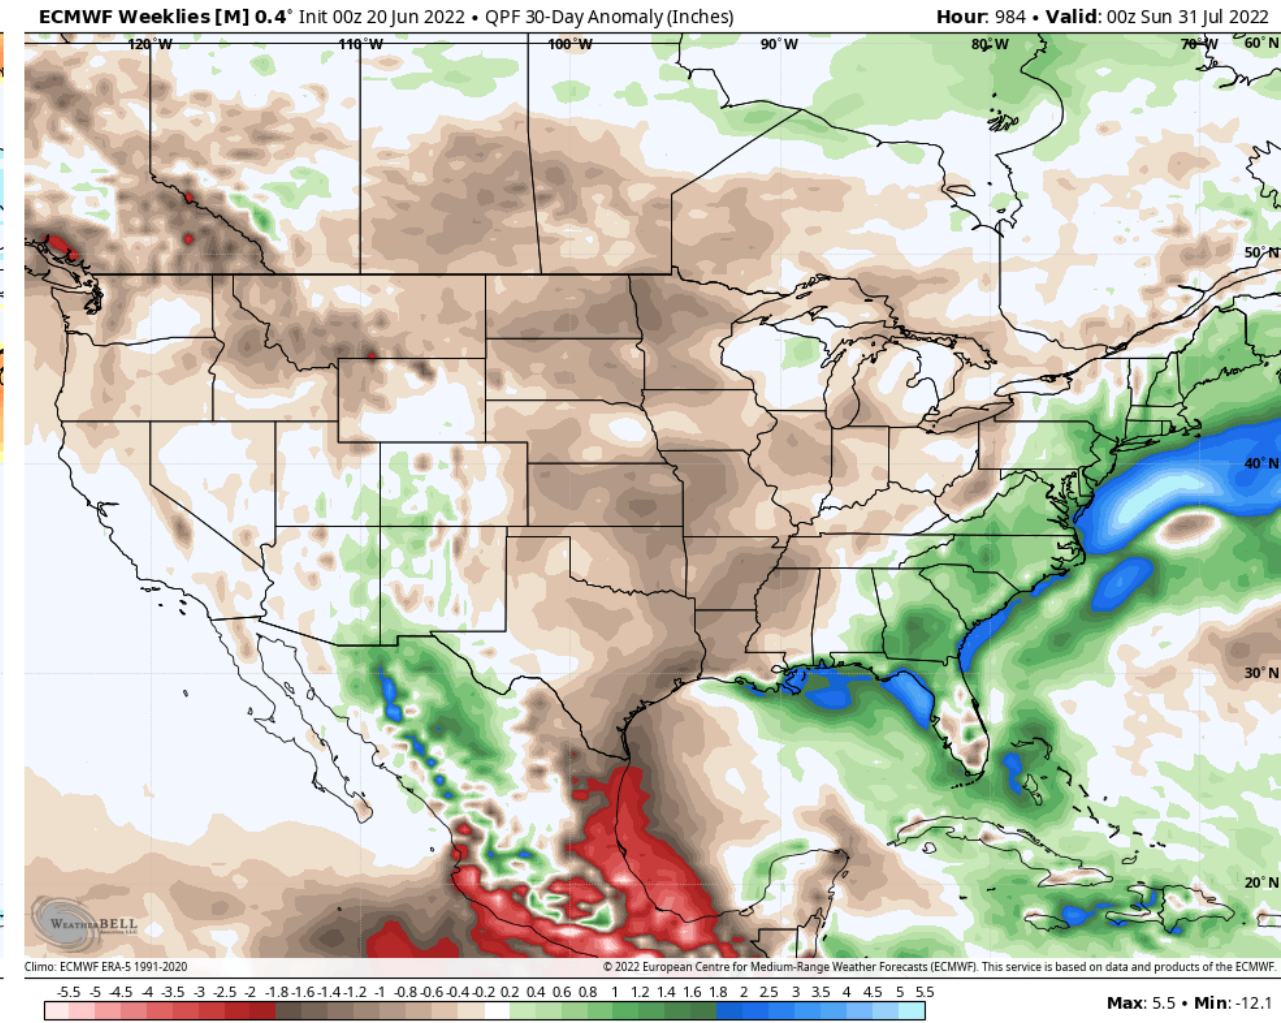 ECMWF Weeklies [M] 0.4° Init 00z 20 Jun 2022 • QPF 30-Day Anomaly (Inches)
Hour: 984 • Valid: 00z Sun 31 Jul 2022
120°W 110°W 100°W 90°W 80°W 70°W 60°N
50°N
40°N
30°N
20°N
WEATHERBELL
Analytics LLC
Climo: ECMWF ERA-5 1991-2020
© 2022 European Centre for Medium-Range Weather Forecasts (ECMWF). This service is based on data and products of the ECMWF.
-5.5 -5 -4.5 -4 -3.5 -3 -2.5 -2 -1.8 -1.6 -1.4 -1.2 -1 -0.8 -0.6 -0.4 -0.2 0.2 0.4 0.6 0.8 1 1.2 1.4 1.6 1.8 2 2.5 3 3.5 4 4.5 5 5.5
Max: 5.5 • Min: -12.1